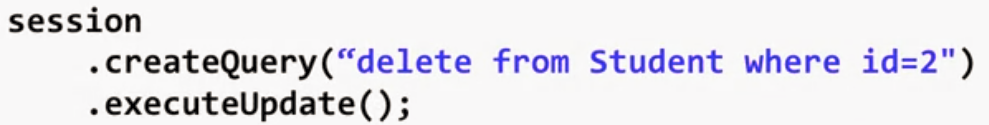 session
.createQuery(“delete from Student where id=2")
.executeUpdate();